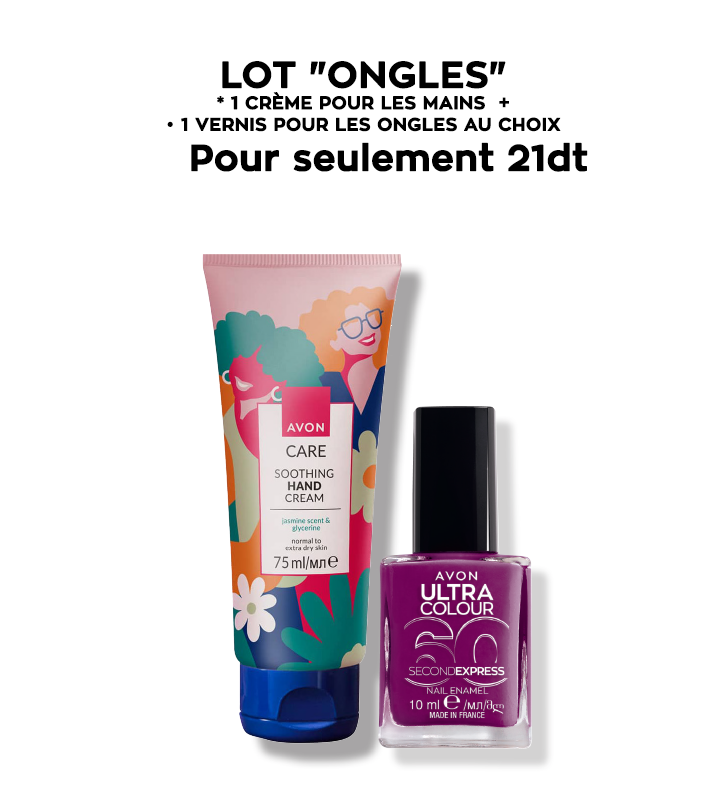 LOT "ONGLES"
* 1 CRÈME POUR LES MAINS +
• 1 VERNIS POUR LES ONGLES AU CHOIX
Pour seulement 21dt
AVON
CARE
SOOTHING
HAND
CREAM
jasmine scent &
glycerine
normal to
extra dry skin
75 ml/мл℮
AVON
ULTRA
COLOUR
60
SECONDEXPRESS
NAIL ENAMEL
10 ml ℮ /мл/مل
MADE IN FRANCE